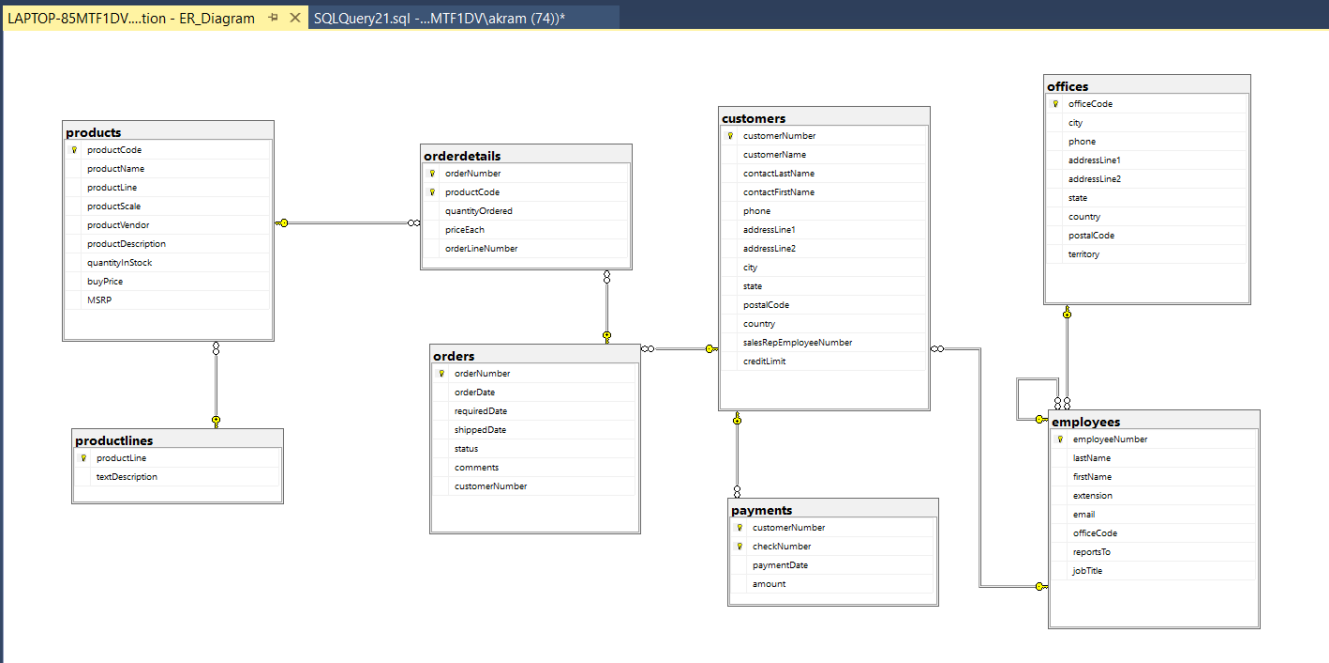 LAPTOP-85MTF1DV....tion - ER_Diagram
SQLQuery21.sql -...MTF1DV\akram (74))*
products
productCode
productName
productLine
productScale
productVendor
productDescription
quantityInStock
buyPrice
MSRP
productlines
productLine
textDescription
orderdetails
orderNumber
productCode
quantityOrdered
priceEach
orderLineNumber
orders
orderNumber
orderDate
requiredDate
shippedDate
status
comments
customerNumber
customers
customerNumber
customerName
contactLastName
contactFirstName
phone
addressLine1
addressLine2
city
state
postalCode
country
salesRepEmployeeNumber
creditLimit
payments
customerNumber
checkNumber
paymentDate
amount
offices
officeCode
city
phone
addressLine1
addressLine2
state
country
postalCode
territory
employees
employeeNumber
lastName
firstName
extension
email
officeCode
reportsTo
jobTitle